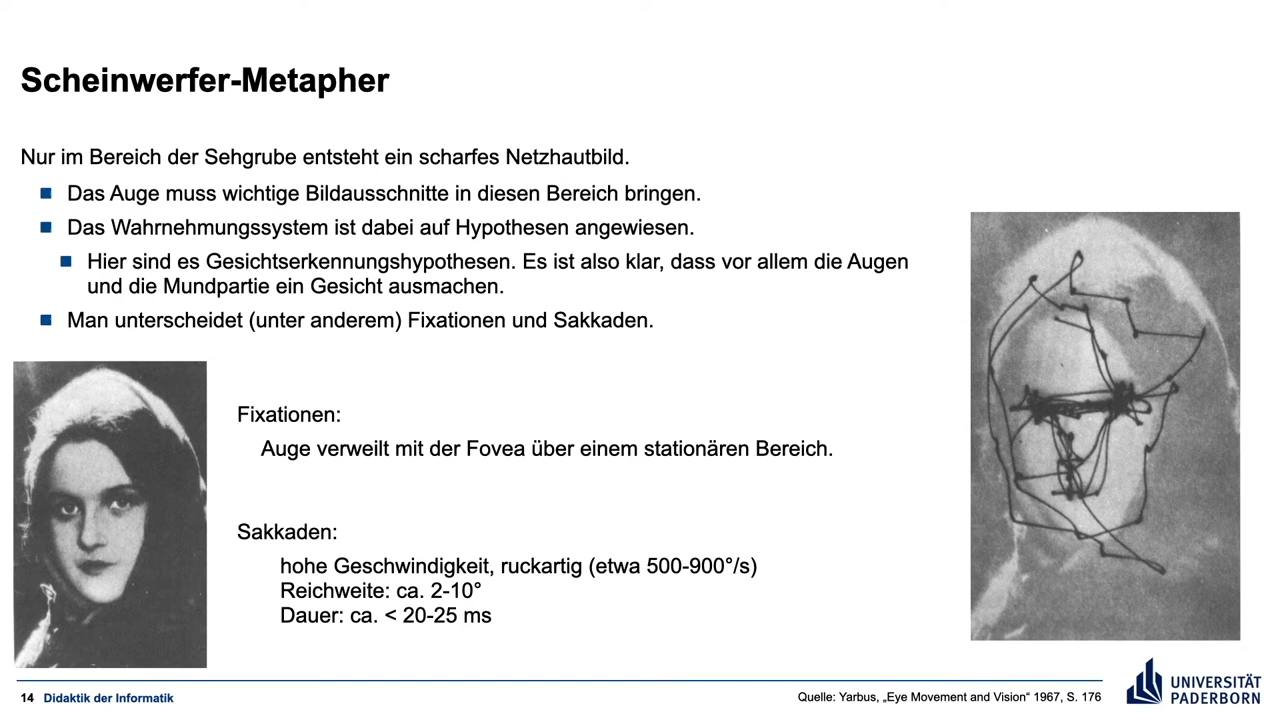 Scheinwerfer-Metapher
Nur im Bereich der Sehgrube entsteht ein scharfes Netzhautbild.
Das Auge muss wichtige Bildausschnitte in diesen Bereich bringen.
Das Wahrnehmungssystem ist dabei auf Hypothesen angewiesen.
Hier sind es Gesichtserkennungshypothesen. Es ist also klar, dass vor allem die Augen
und die Mundpartie ein Gesicht ausmachen.
Man unterscheidet (unter anderem) Fixationen und Sakkaden.
Fixationen:
Auge verweilt mit der Fovea über einem stationären Bereich.
Sakkaden:
hohe Geschwindigkeit, ruckartig (etwa 500-900°/s)
Reichweite: ca. 2-10°
Dauer: ca. < 20-25 ms
14 Didaktik der Informatik
Quelle: Yarbus, „Eye Movement and Vision“ 1967, S. 176
UNIVERSITÄT
PADERBORN